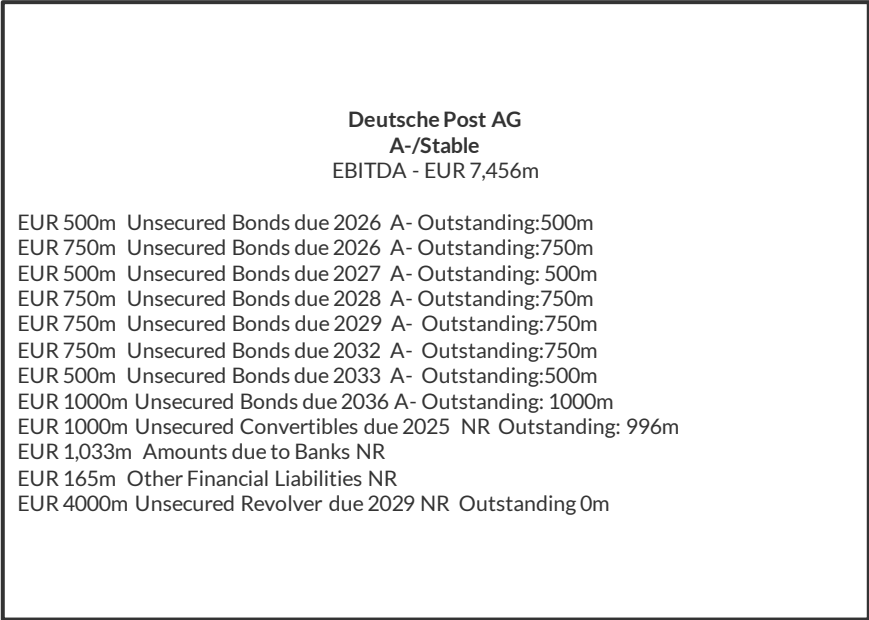 Deutsche Post AG
A-/Stable
EBITDA - EUR 7,456m
EUR 500m Unsecured Bonds due 2026 A- Outstanding:500m
EUR 750m Unsecured Bonds due 2026 A- Outstanding:750m
EUR 500m Unsecured Bonds due 2027 A- Outstanding: 500m
EUR 750m Unsecured Bonds due 2028 A- Outstanding:750m
EUR 750m Unsecured Bonds due 2029 A- Outstanding:750m
EUR 750m Unsecured Bonds due 2032 A- Outstanding:750m
EUR 500m Unsecured Bonds due 2033 A- Outstanding:500m
EUR 1000m Unsecured Bonds due 2036 A- Outstanding: 1000m
EUR 1000m Unsecured Convertibles due 2025 NR Outstanding: 996m
EUR 1,033m Amounts due to Banks NR
EUR 165m Other Financial Liabilities NR
EUR 4000m Unsecured Revolver due 2029 NR Outstanding 0m